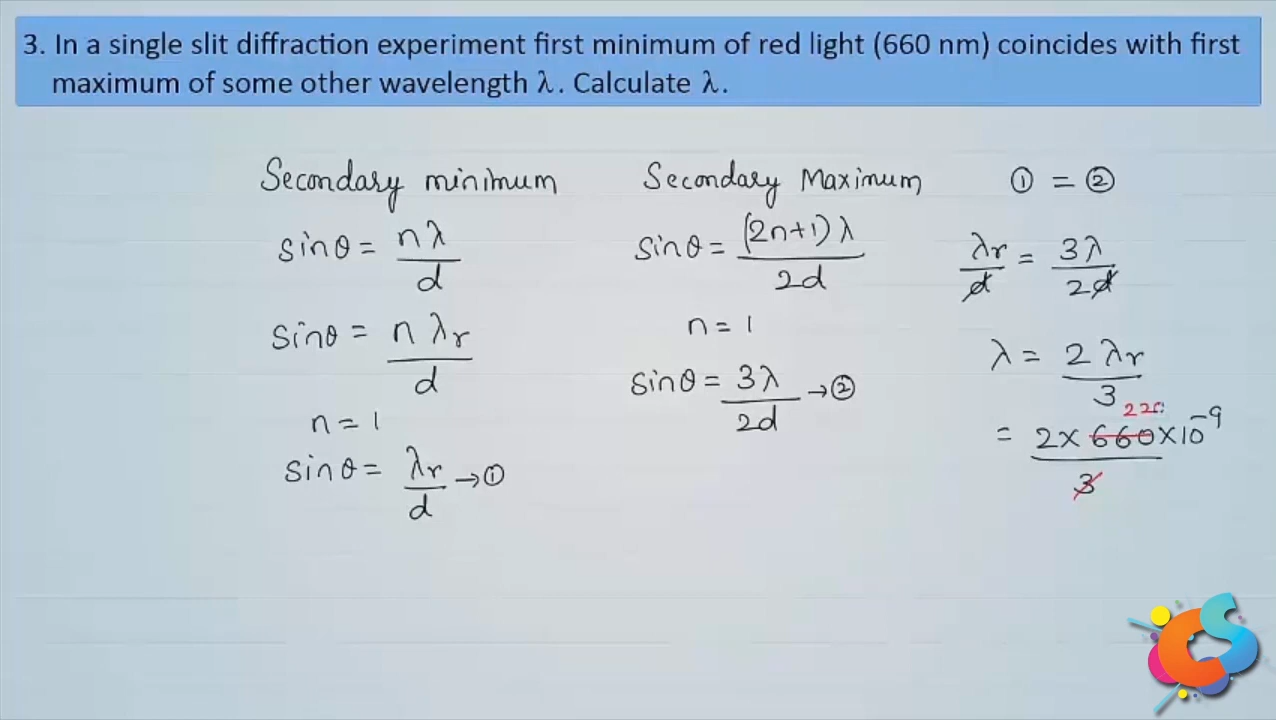 3. In a single slit diffraction experiment first minimum of red light (660 nm) coincides with first
maximum of some other wavelength λ. Calculate λ.
Secondary minimum
sinθ = nλ/d
sinθ = nλr/d
n = 1
sinθ = λr/d →①
Secondary Maximum
sinθ = (2n+1)λ/2d
n = 1
sinθ = 3λ/2d →②
① = ②
λr/d = 3λ/2d
λ = 2λr/3
220
= 2×660×10⁻⁹/3
CS